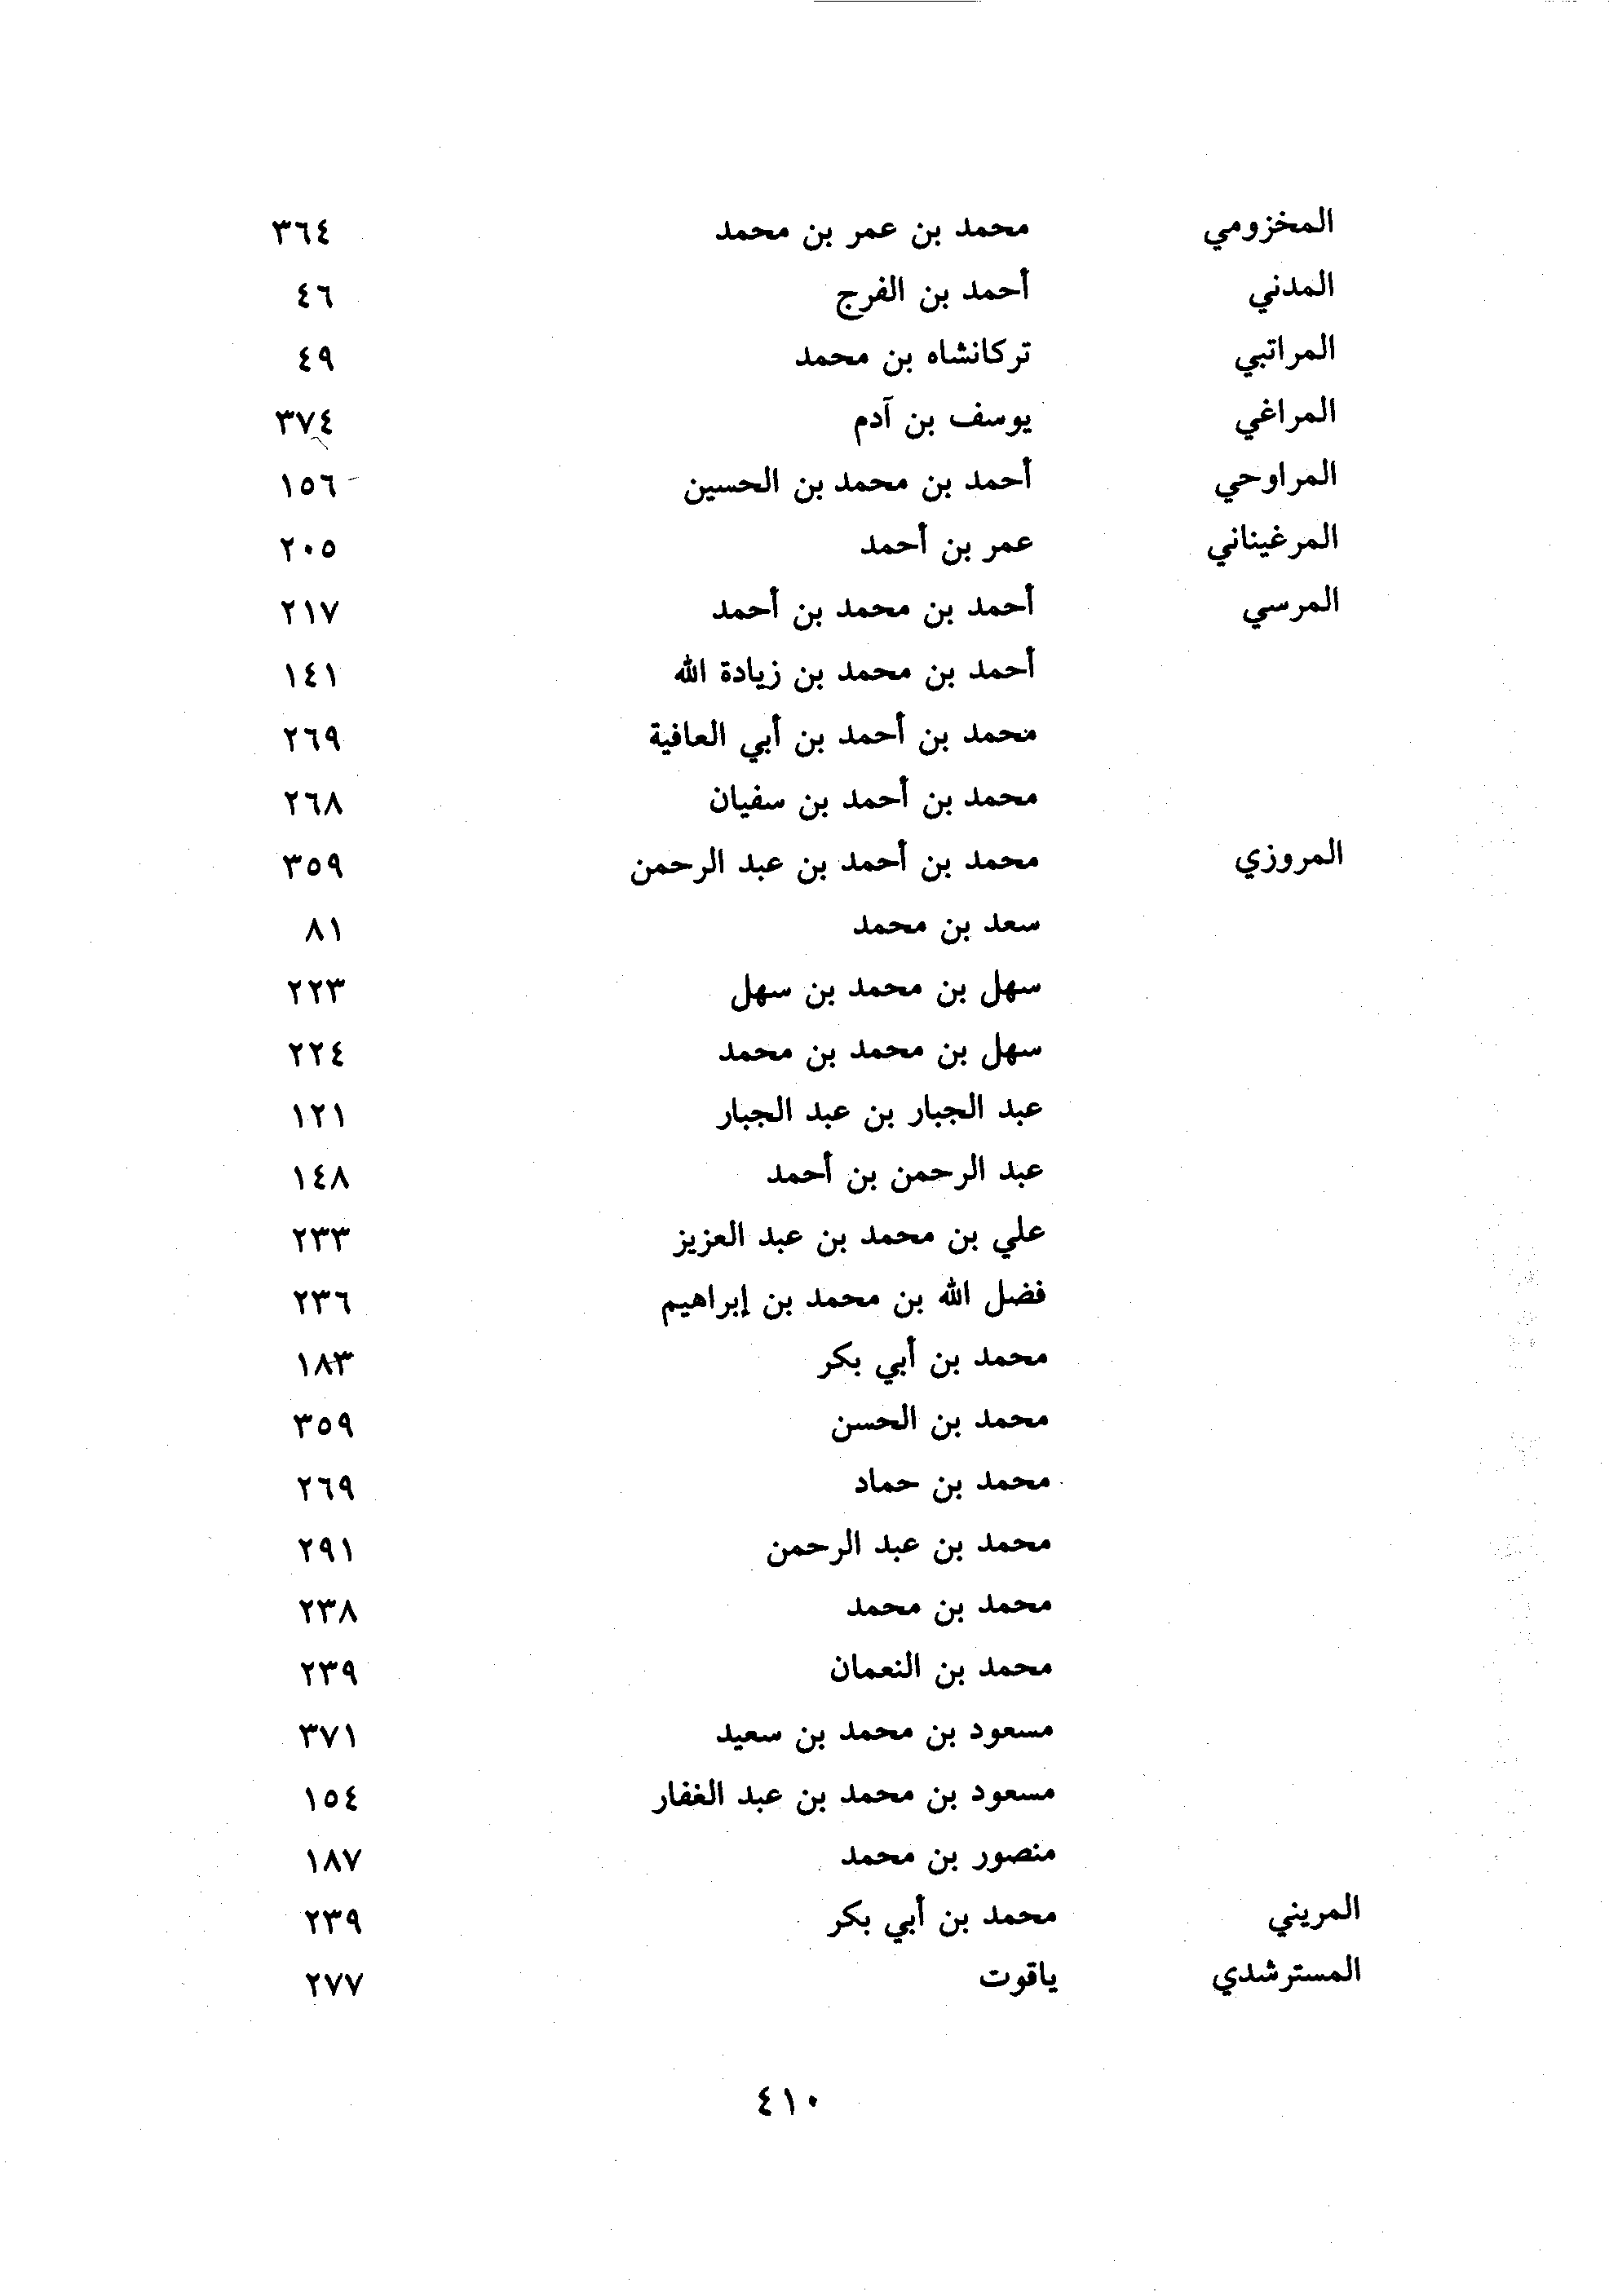 المخزومي محمد بن عمر بن محمد ٣٦٤
المدني أحمد بن الفرج ٤٦
المراتبي تركانشاه بن محمد ٤٩
المراغي يوسف بن آدم ٣٧٤
المراوحي أحمد بن محمد بن الحسين ١٥٦
المرغيناني عمر بن أحمد ٢٠٥
المرسي أحمد بن محمد بن أحمد ٢١٧
أحمد بن محمد بن زيادة الله ١٤١
محمد بن أحمد بن أبي العافية ٢٦٩
محمد بن أحمد بن سفيان ٢٦٨
المروزي محمد بن أحمد بن عبد الرحمن ٣٥٩
سعد بن محمد ٨١
سهل بن محمد بن سهل ٢٢٣
سهل بن محمد بن محمد ٢٢٤
عبد الجبار بن عبد الجبار ١٢١
عبد الرحمن بن أحمد ١٤٨
علي بن محمد بن عبد العزيز ٢٣٣
فضل الله بن محمد بن إبراهيم ٢٣٦
محمد بن أبي بكر ١٨٣
محمد بن الحسن ٣٥٩
محمد بن حماد ٢٦٩
محمد بن عبد الرحمن ٢٩١
محمد بن محمد ٢٣٨
محمد بن النعمان ٢٣٩
مسعود بن محمد بن سعيد ٣٧١
مسعود بن محمد بن عبد الغفار ١٥٤
منصور بن محمد ١٨٧
المريني محمد بن أبي بكر ٢٣٩
المسترشدي ياقوت ٢٧٧
٤١٠